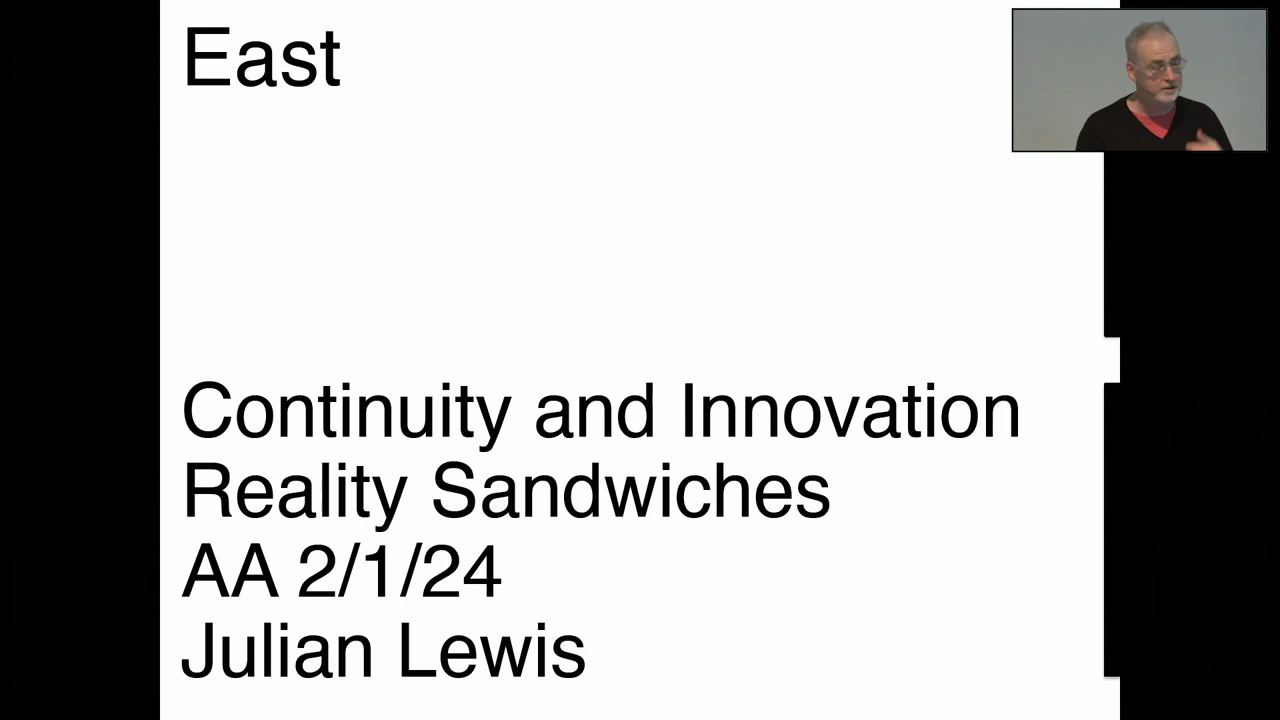 East
Continuity and Innovation
Reality Sandwiches
AA 2/1/24
Julian Lewis